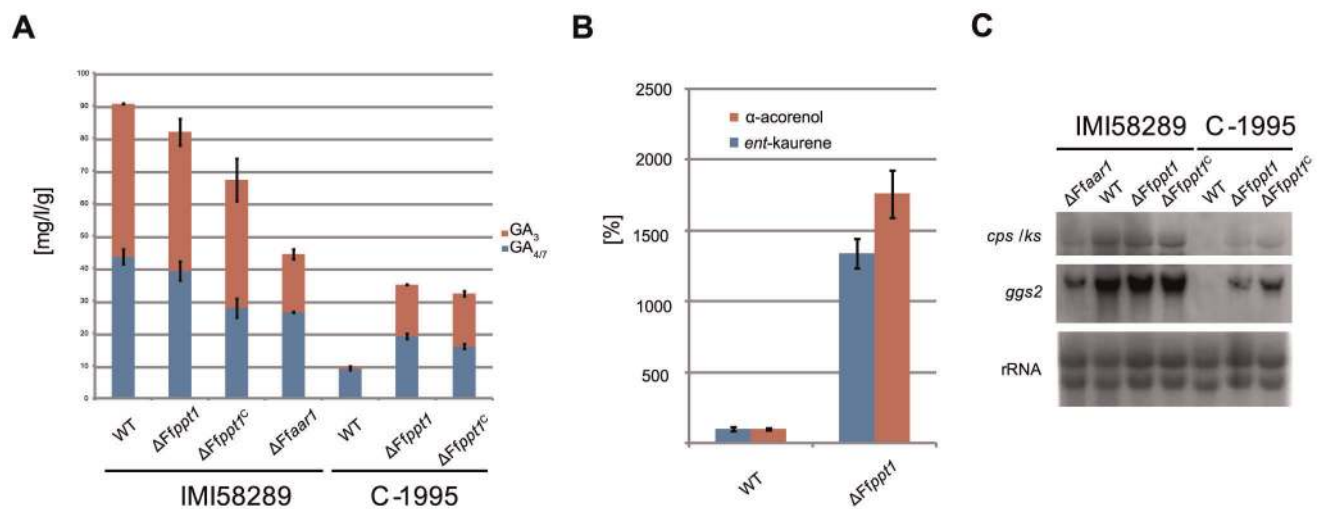 A
[mg/l/g]
100
90
80
70
60
50
40
30
20
10
0
GA3
GA4/7
WT
ΔFfppt1
ΔFfppt1C
ΔFfaar1
WT
ΔFfppt1
ΔFfppt1C
IMI58289
C-1995
B
[%]
2500
2000
1500
1000
500
α-acorenol
ent-kaurene
WT
ΔFfppt1
C
IMI58289
C-1995
ΔFfaar1
WT
ΔFfppt1
ΔFfppt1C
WT
ΔFfppt1
ΔFfppt1C
cps /ks
ggs2
rRNA